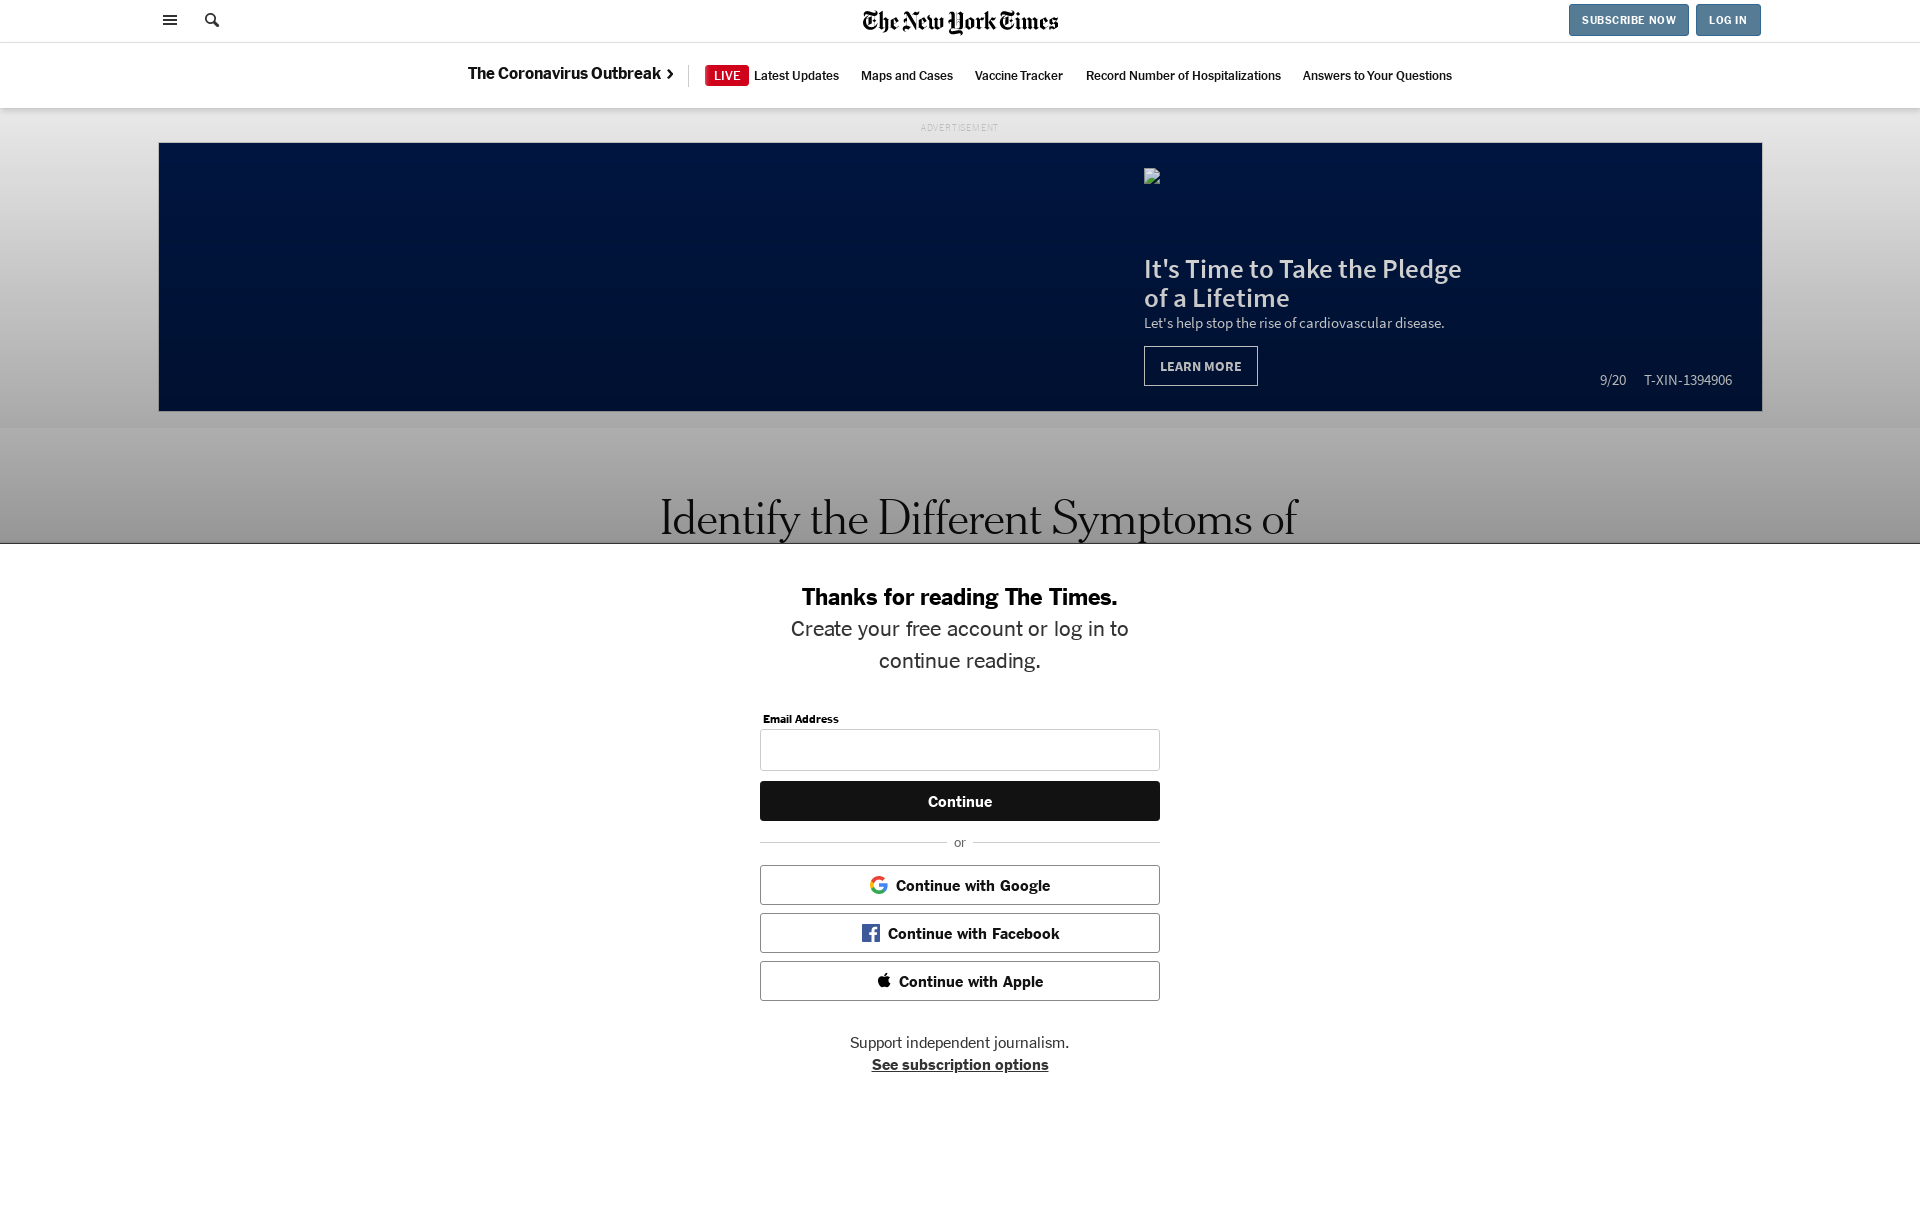 The New York Times
SUBSCRIBE NOW
LOG IN
The Coronavirus Outbreak
LIVE Latest Updates
Maps and Cases
Vaccine Tracker
Record Number of Hospitalizations
Answers to Your Questions
ADVERTISEMENT
It's Time to Take the Pledge
of a Lifetime
Let's help stop the rise of cardiovascular disease.
LEARN MORE
9/20 T-XIN-1394906
Identify the Different Symptoms of
Thanks for reading The Times.
Create your free account or log in to
continue reading.
Email Address
Continue
or
Continue with Google
Continue with Facebook
Continue with Apple
Support independent journalism.
See subscription options